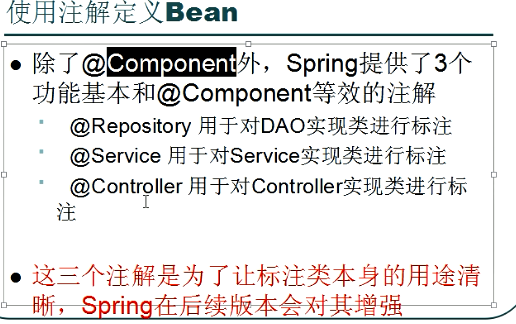 使用注解定义Bean
除了@Component外，Spring提供了3个
功能基本和@Component等效的注解
@Repository 用于对DAO实现类进行标注
@Service 用于对Service实现类进行标注
@Controller 用于对Controller实现类进行标
注
这三个注解是为了让标注类本身的用途清
晰，Spring在后续版本会对其增强